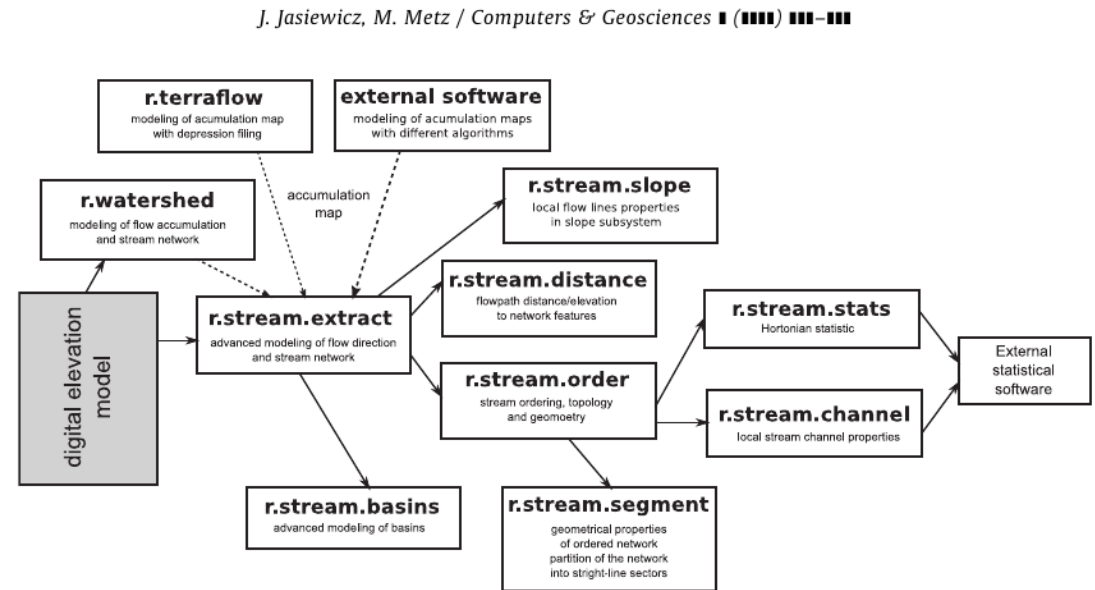 J. Jasiewicz, M. Metz / Computers & Geosciences ▮ (▮▮▮▮) ▮▮▮–▮▮▮
r.terraflow
modeling of acumulation map
with depression filing
external software
modeling of acumulation maps
with different algorithms
accumulation
map
r.watershed
modeling of flow accumulation
and stream network
r.stream.slope
local flow lines properties
in slope subsystem
r.stream.distance
flowpath distance/elevation
to network features
digital elevation
model
r.stream.extract
advanced modeling of flow direction
and stream network
r.stream.stats
Hortonian statistic
External
statistical
software
r.stream.order
stream ordering, topology
and geomoetry
r.stream.channel
local stream channel properties
r.stream.basins
advanced modeling of basins
r.stream.segment
geometrical properties
of ordered network
partition of the network
into stright-line sectors